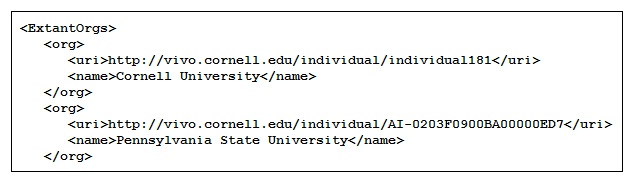 <ExtantOrgs>
<org>
<uri>http://vivo.cornell.edu/individual/individual181</uri>
<name>Cornell University</name>
</org>
<org>
<uri>http://vivo.cornell.edu/individual/AI-0203F0900BA00000ED7</uri>
<name>Pennsylvania State University</name>
</org>